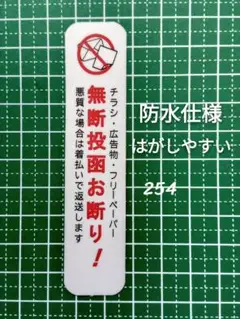 チラシ・広告物・フリーペーパー
無断投函お断り！
悪質な場合は着払いで返送します
防水仕様
はがしやすい
254